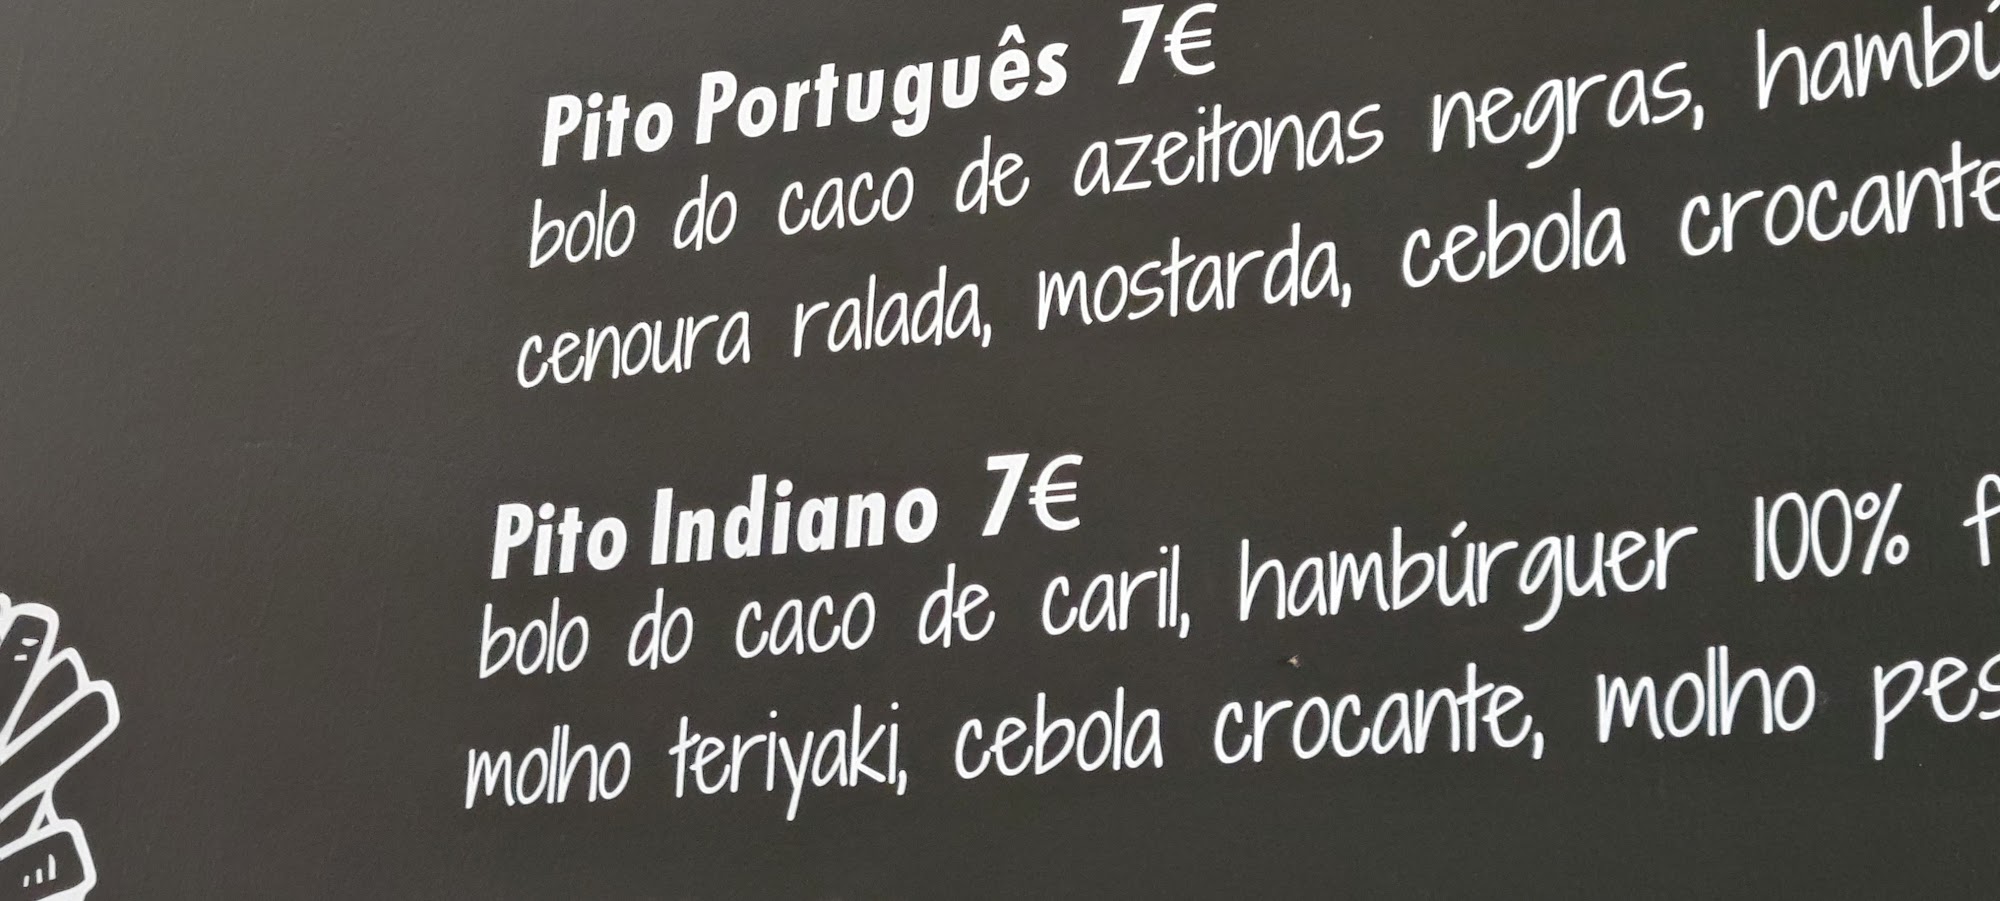 Pito Português 7€
bolo do caco de azeitonas negras,
cenoura ralada, mostarda, cebola crocante
Pito Indiano 7€
bolo do caco de caril, hambúrguer 100%
molho teriyaki, cebola crocante, molho